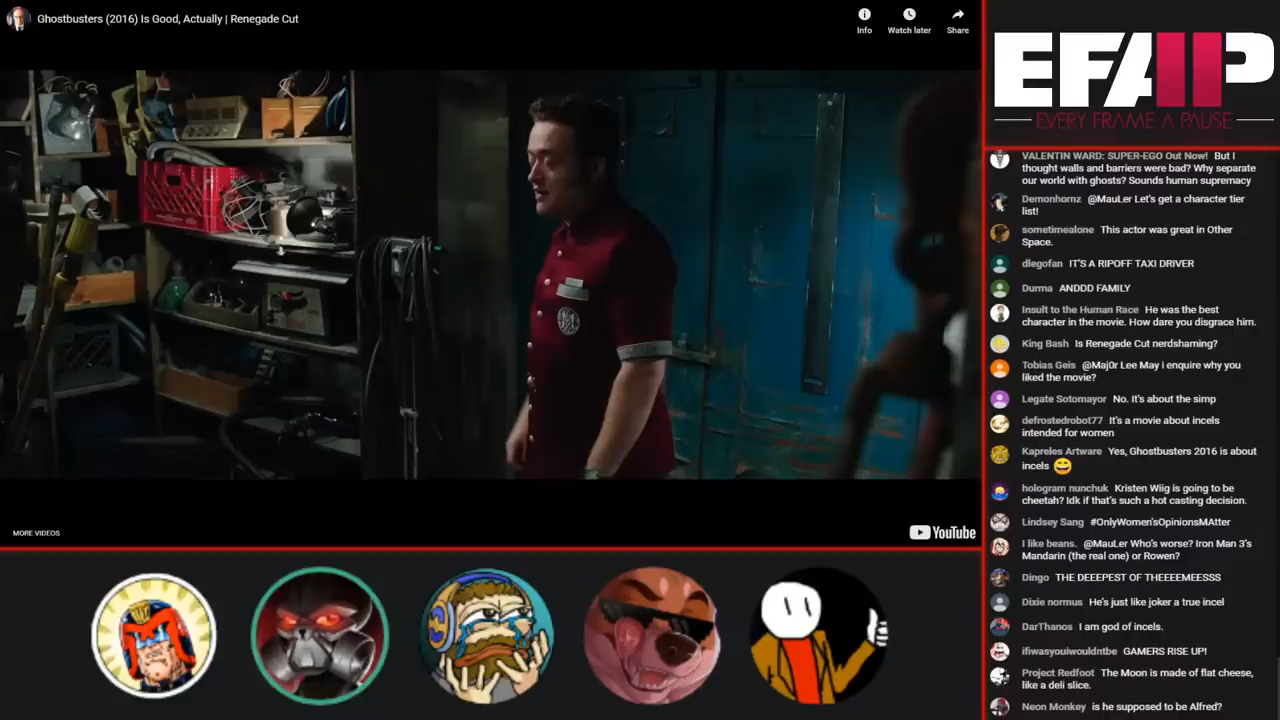 Ghostbusters (2016) Is Good, Actually | Renegade Cut
Info
Watch later
Share
MORE VIDEOS
YouTube
EFAP
EVERY FRAME A PAUSE
VALENTIN WARD: SUPER-EGO Out Now! But I
thought walls and barriers were bad? Why separate
our world with ghosts? Sounds human supremacy
Demonhornz @MauLer Let's get a character tier
list!
sometimealone This actor was great in Other
Space.
dlegofan IT'S A RIPOFF TAXI DRIVER
Durma ANDDD FAMILY
Insult to the Human Race He was the best
character in the movie. How dare you disgrace him.
King Bash Is Renegade Cut nerdshaming?
Tobias Geis @Maj0r Lee May i enquire why you
liked the movie?
Legate Sotomayor No. It's about the simp
defrostedrobot77 It's a movie about incels
intended for women
Kapreles Artware Yes, Ghostbusters 2016 is about
incels 😄
hologram nunchuk Kristen Wiig is going to be
cheetah? Idk if that's such a hot casting decision.
Lindsey Sang #OnlyWomen'sOpinionsMAtter
I like beans. @MauLer Who's worse? Iron Man 3's
Mandarin (the real one) or Rowen?
Dingo THE DEEEPEST OF THEEEEMEESSS
Dixie normus He's just like joker a true incel
DarThanos I am god of incels.
ifiwasyouiwouldntbe GAMERS RISE UP!
Project Redfoot The Moon is made of flat cheese,
like a deli slice.
Neon Monkey is he supposed to be Alfred?